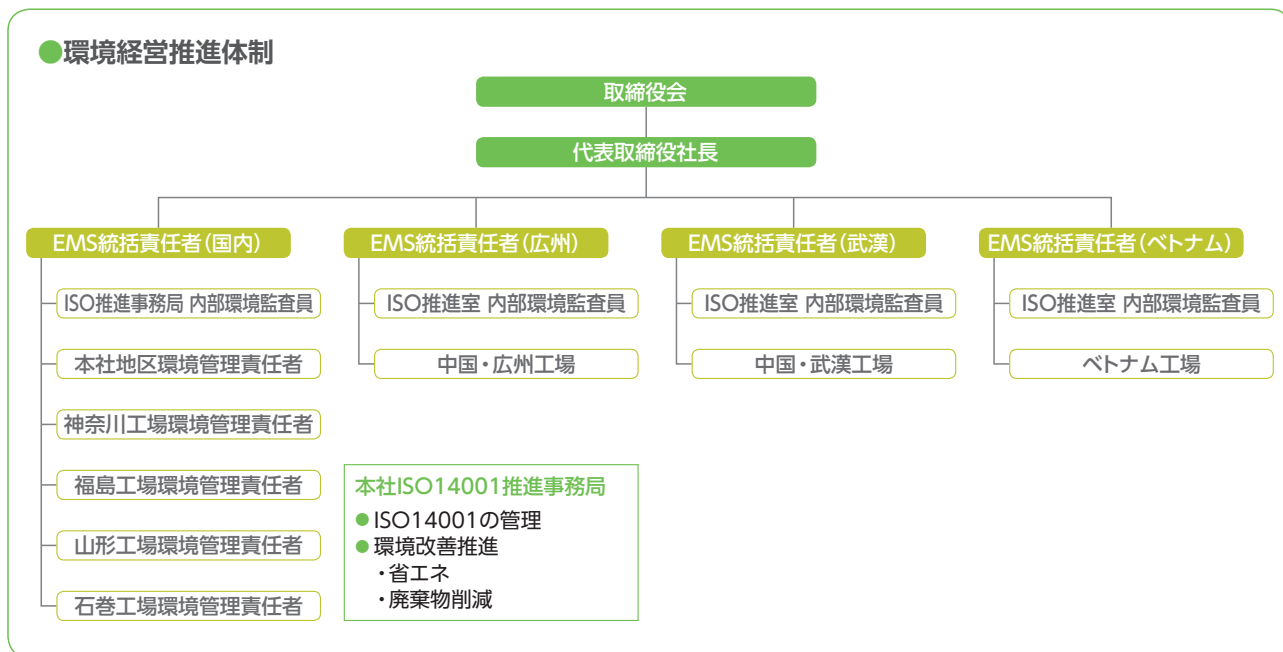 ●環境経営推進体制
取締役会
代表取締役社長
EMS統括責任者(国内)
ISO推進事務局 内部環境監査員
本社地区環境管理責任者
神奈川工場環境管理責任者
福島工場環境管理責任者
山形工場環境管理責任者
石巻工場環境管理責任者
EMS統括責任者(広州)
ISO推進室 内部環境監査員
中国・広州工場
EMS統括責任者(武漢)
ISO推進室 内部環境監査員
中国・武漢工場
EMS統括責任者(ベトナム)
ISO推進室 内部環境監査員
ベトナム工場
本社ISO14001推進事務局
●ISO14001の管理
●環境改善推進
・省エネ
・廃棄物削減